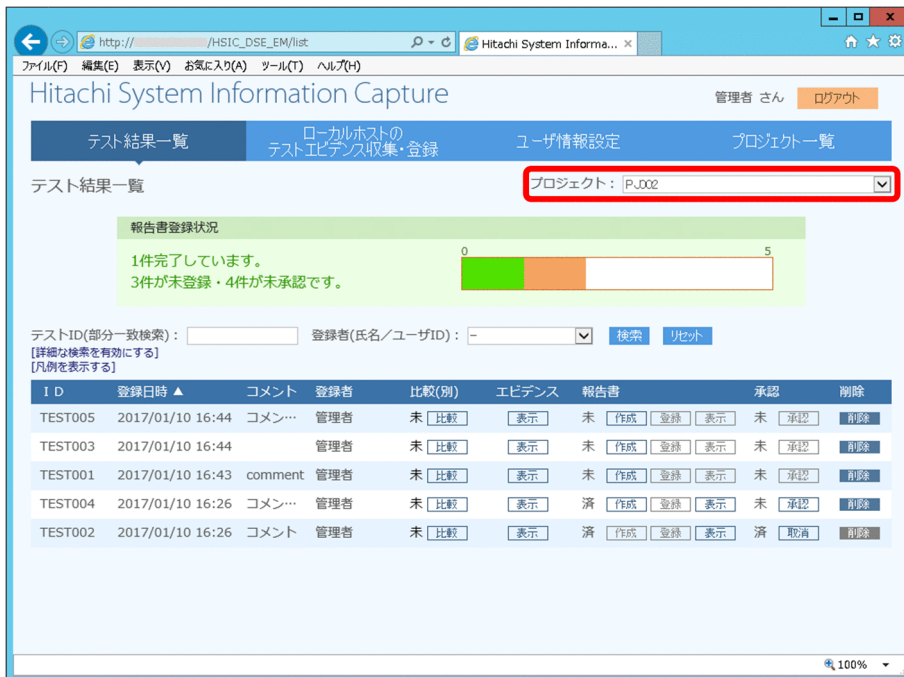 http:// /HSIC_DSE_EM/list
Hitachi System Informa... ×
ファイル(F) 編集(E) 表示(V) お気に入り(A) ツール(T) ヘルプ(H)
Hitachi System Information Capture
管理者 さん ログアウト
テスト結果一覧 ローカルホストの テストエビデンス収集・登録 ユーザ情報設定 プロジェクト一覧
テスト結果一覧 プロジェクト： PJ002
報告書登録状況
1件完了しています。
3件が未登録・4件が未承認です。
0 5
テストID(部分一致検索)： 登録者(氏名／ユーザID)： − 検索 リセット
[詳細な検索を有効にする]
[凡例を表示する]
ＩＤ 登録日時 ▲ コメント 登録者 比較(別) エビデンス 報告書 承認 削除
TEST005 2017/01/10 16:44 コメン… 管理者 未 比較 表示 未 作成 登録 表示 未 承認 削除
TEST003 2017/01/10 16:44 管理者 未 比較 表示 未 作成 登録 表示 未 承認 削除
TEST001 2017/01/10 16:43 comment 管理者 未 比較 表示 未 作成 登録 表示 未 承認 削除
TEST004 2017/01/10 16:26 コメン… 管理者 未 比較 表示 済 作成 登録 表示 未 承認 削除
TEST002 2017/01/10 16:26 コメント 管理者 未 比較 表示 済 作成 登録 表示 済 取消 削除
100%